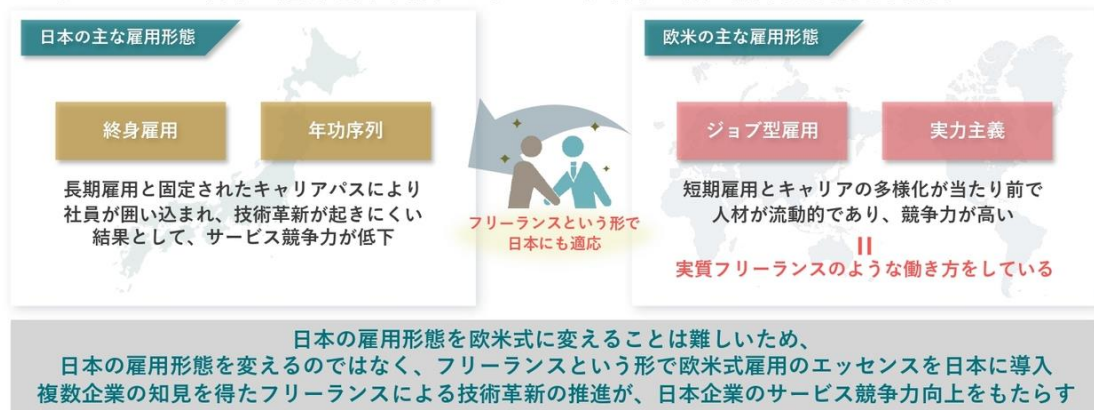 日本の主な雇用形態
終身雇用
年功序列
長期雇用と固定されたキャリアパスにより
社員が囲い込まれ、技術革新が起きにくい
結果として、サービス競争力が低下
フリーランスという形で
日本にも適応
欧米の主な雇用形態
ジョブ型雇用
実力主義
短期雇用とキャリアの多様化が当たり前で
人材が流動的であり、競争力が高い
実質フリーランスのような働き方をしている
日本の雇用形態を欧米式に変えることは難しいため、
日本の雇用形態を変えるのではなく、フリーランスという形で欧米式雇用のエッセンスを日本に導入
複数企業の知見を得たフリーランスによる技術革新の推進が、日本企業のサービス競争力向上をもたらす